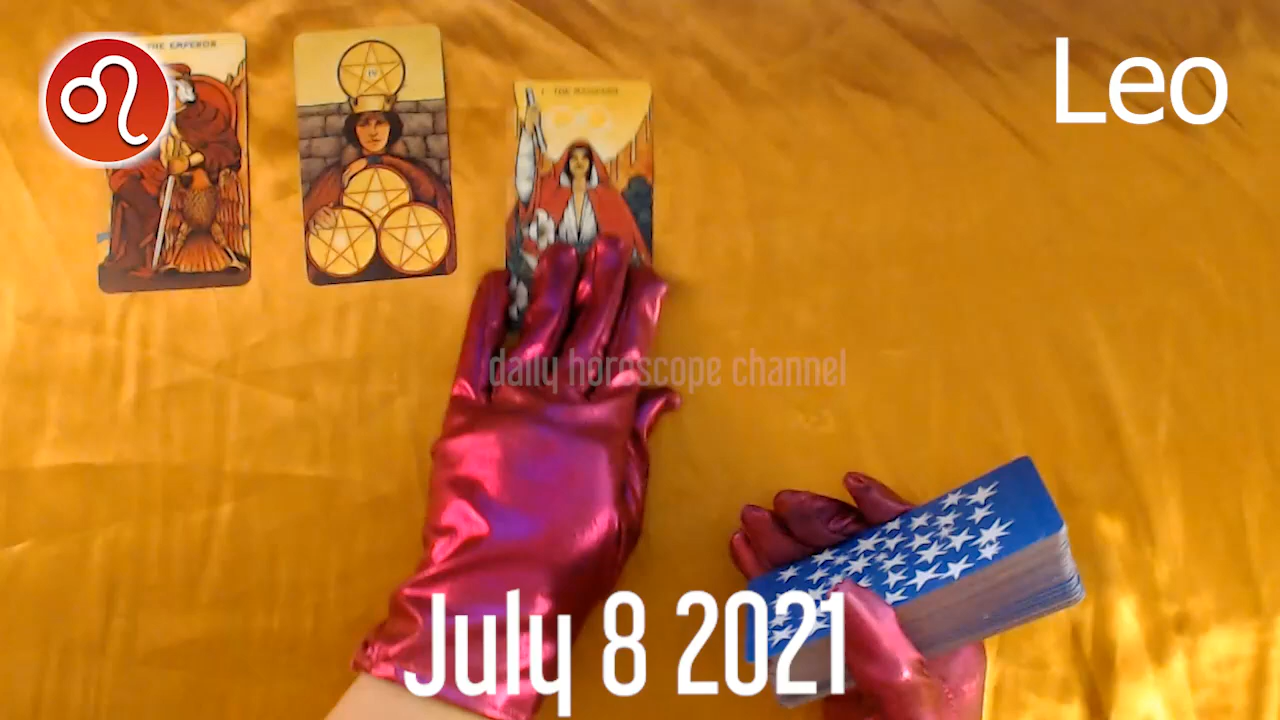 THE EMPEROR
Leo
IV
I THE MAGICIAN
daily horoscope channel
July 8 2021